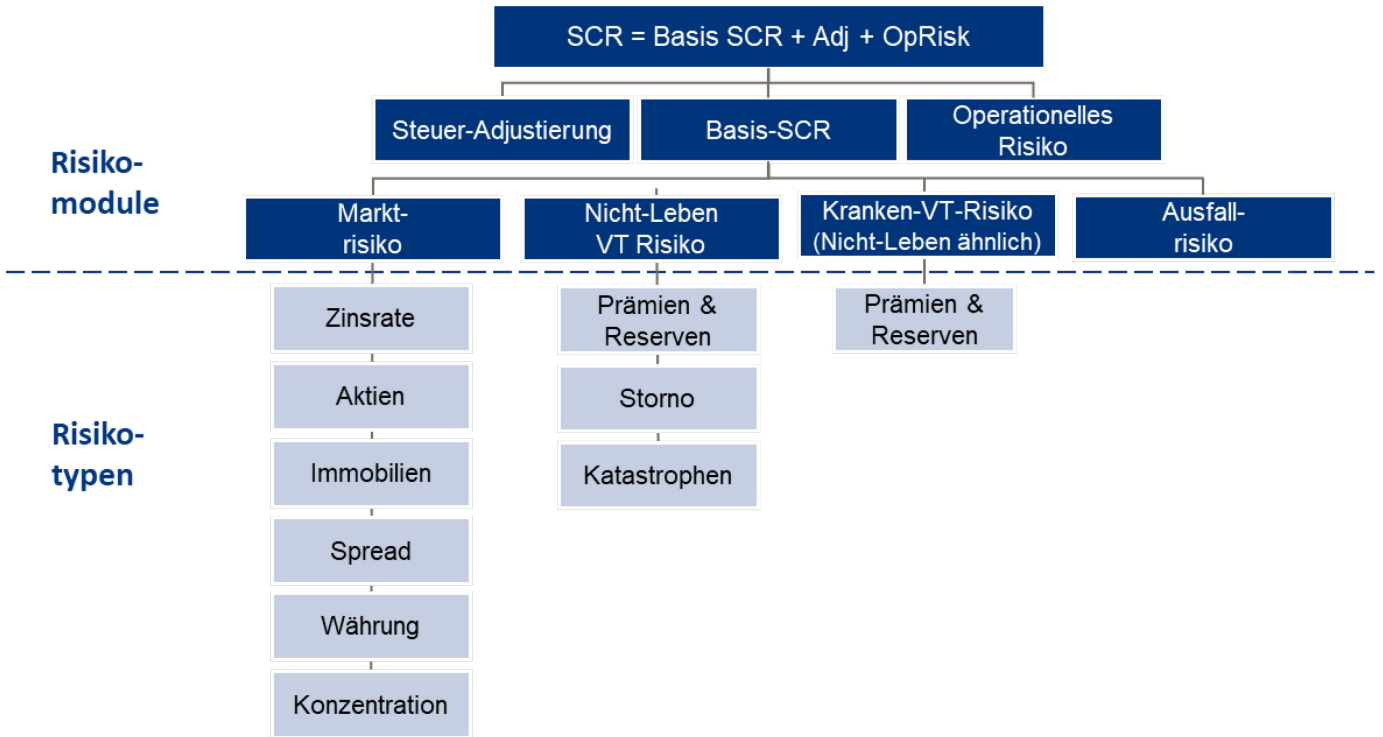 SCR = Basis SCR + Adj + OpRisk
Steuer-Adjustierung
Basis-SCR
Operationelles
Risiko
Risiko-
module
Markt-
risiko
Nicht-Leben
VT Risiko
Kranken-VT-Risiko
(Nicht-Leben ähnlich)
Ausfall-
risiko
Risiko-
typen
Zinsrate
Aktien
Immobilien
Spread
Währung
Konzentration
Prämien &
Reserven
Storno
Katastrophen
Prämien &
Reserven